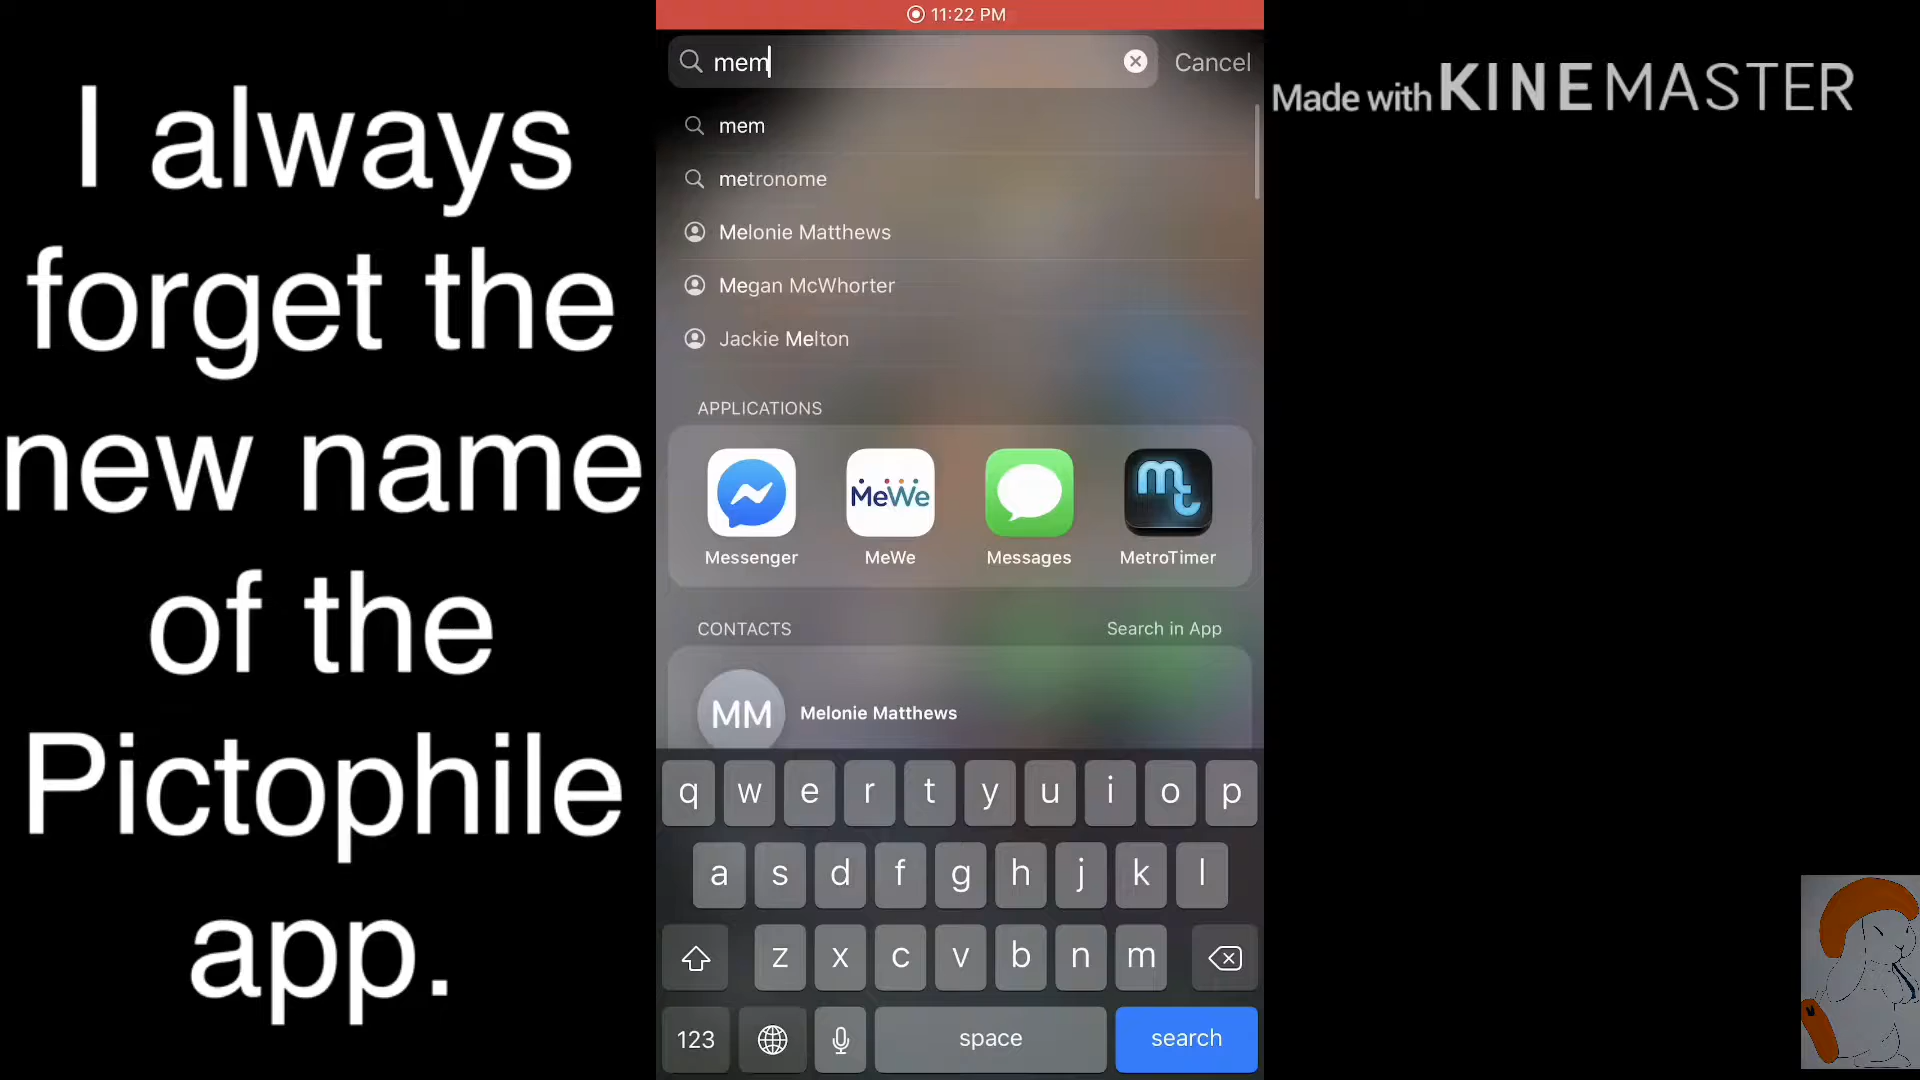 I always
forget the
new name
of the
Pictophile
app.
11:22 PM
mem
Cancel
mem
metronome
Melonie Matthews
Megan McWhorter
Jackie Melton
APPLICATIONS
MeWe
mt
Messenger
MeWe
Messages
MetroTimer
CONTACTS
Search in App
MM
Melonie Matthews
q w e r t y u i o p
a s d f g h j k l
z x c v b n m
123
space
search
Made with KINEMASTER